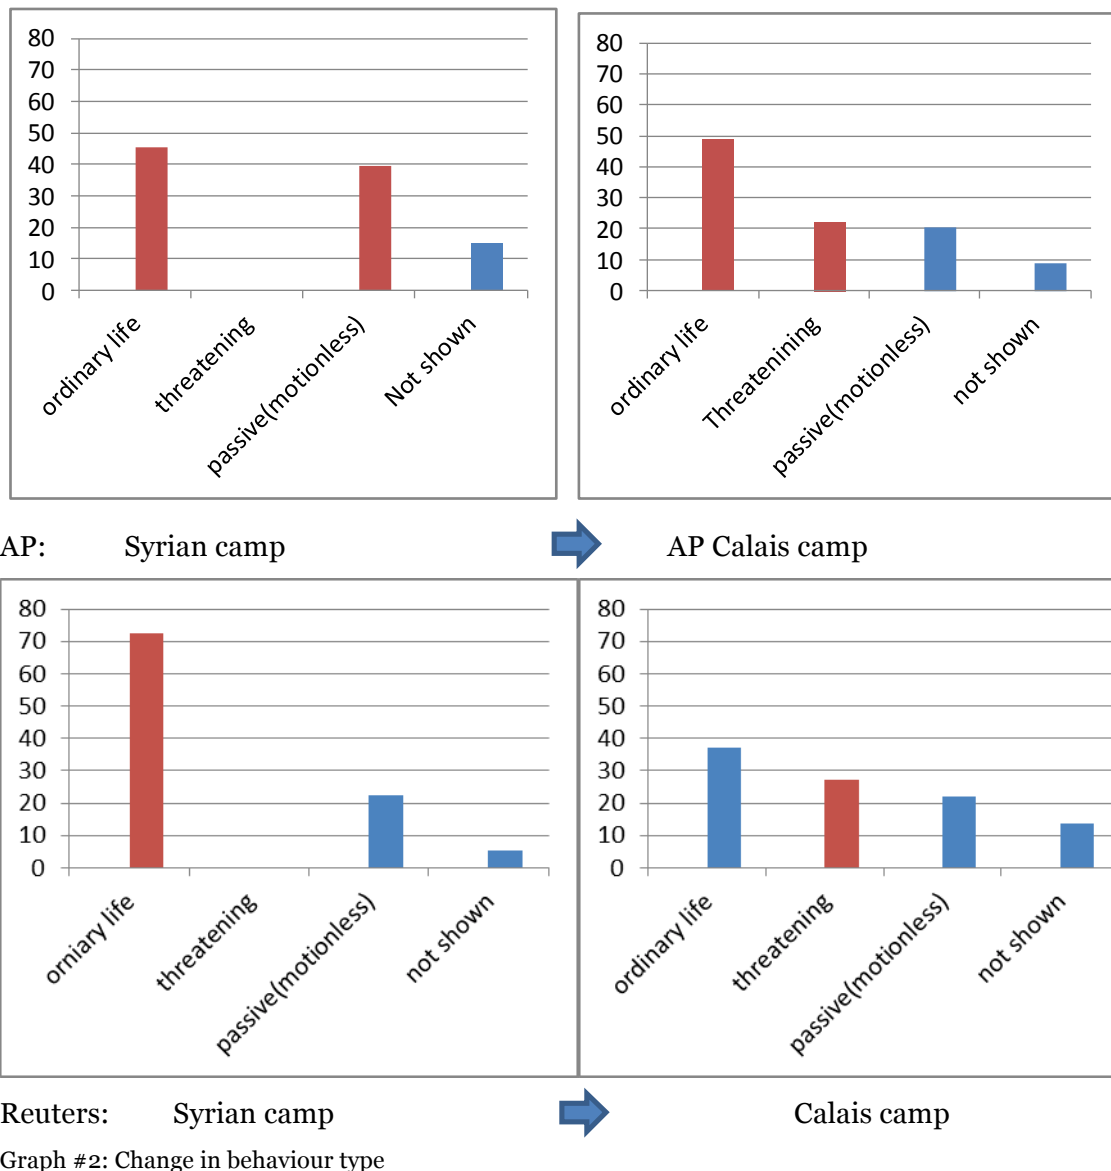 80
70
60
50
40
30
20
10
0
ordinary life
threatening
passive(motionless)
Not shown
80
70
60
50
40
30
20
10
0
ordinary life
Threatenining
passive(motionless)
not shown
AP: Syrian camp AP Calais camp
80
70
60
50
40
30
20
10
0
orniary life
threatening
passive(motionless)
not shown
80
70
60
50
40
30
20
10
0
ordinary life
threatening
passive(motionless)
not shown
Reuters: Syrian camp Calais camp
Graph #2: Change in behaviour type